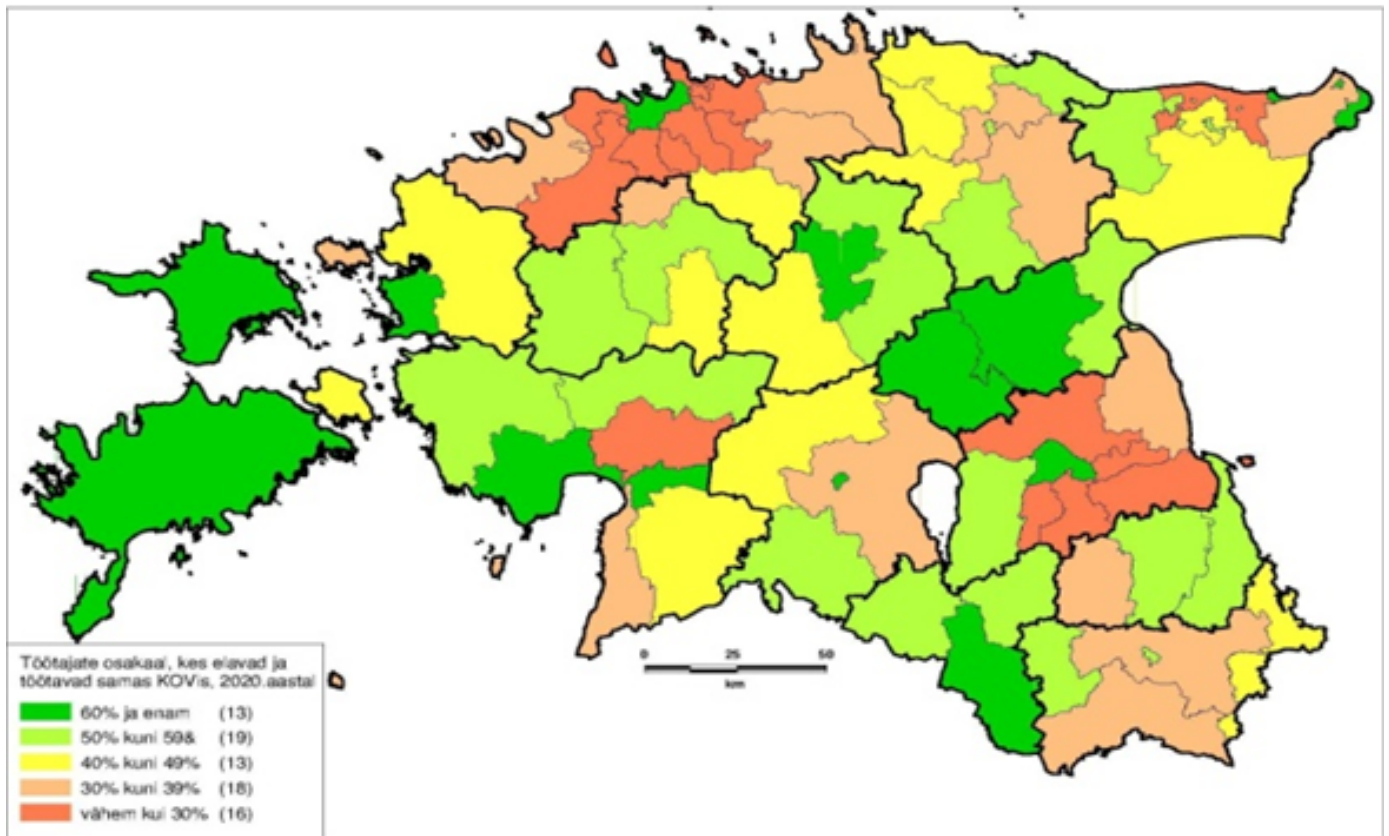 0 25 50
km
Töötajate osakaal, kes elavad ja
töötavad samas KOVis, 2020.aastal
60% ja enam (13)
50% kuni 59& (19)
40% kuni 49% (13)
30% kuni 39% (18)
vähem kui 30% (16)